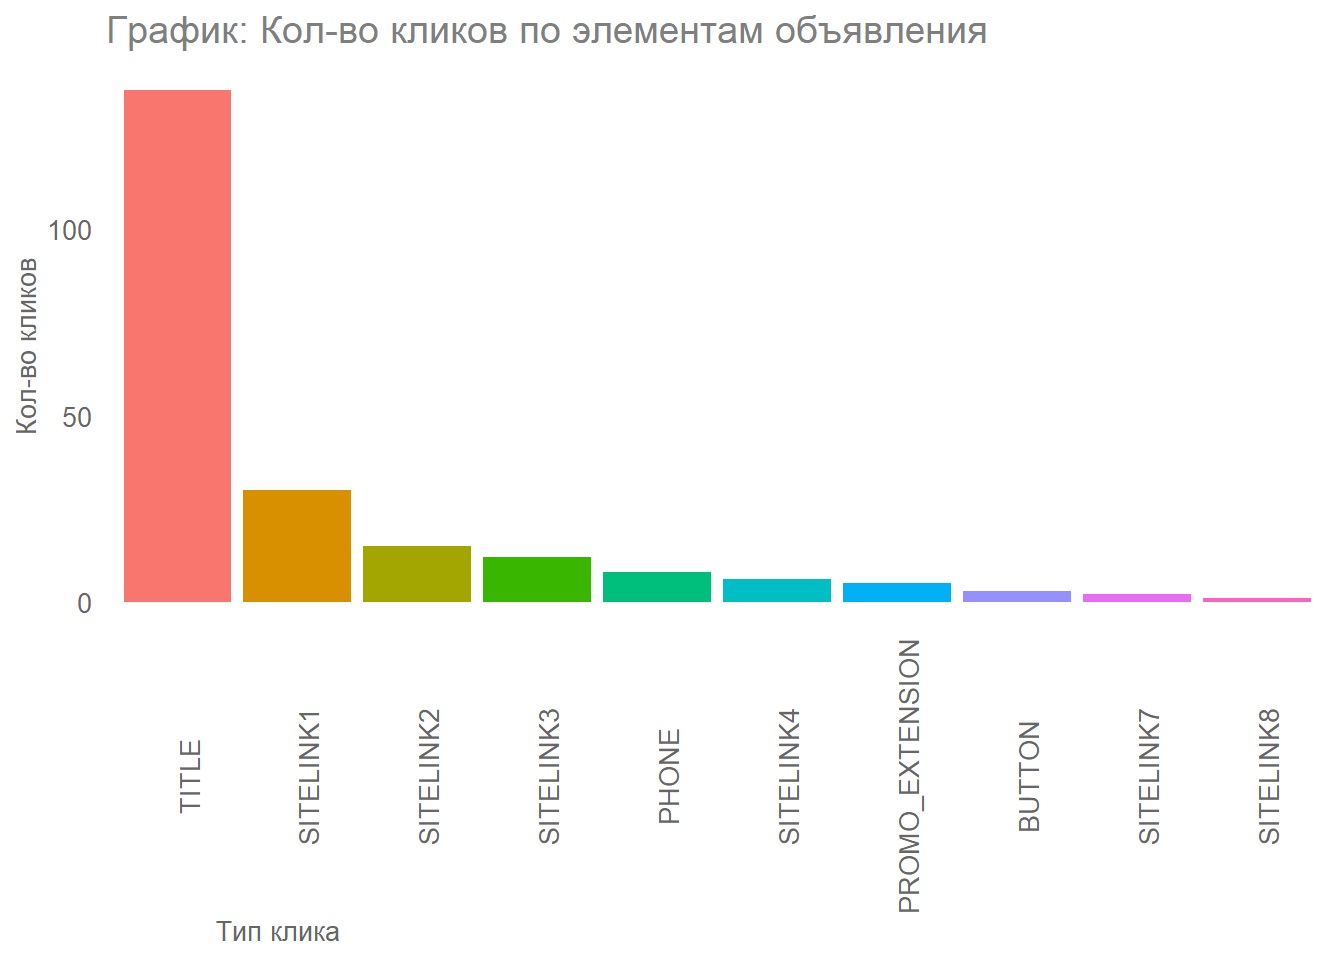 График: Кол-во кликов по элементам объявления
Кол-во кликов
100
50
0
TITLE
SITELINK1
SITELINK2
SITELINK3
PHONE
SITELINK4
PROMO_EXTENSION
BUTTON
SITELINK7
SITELINK8
Тип клика